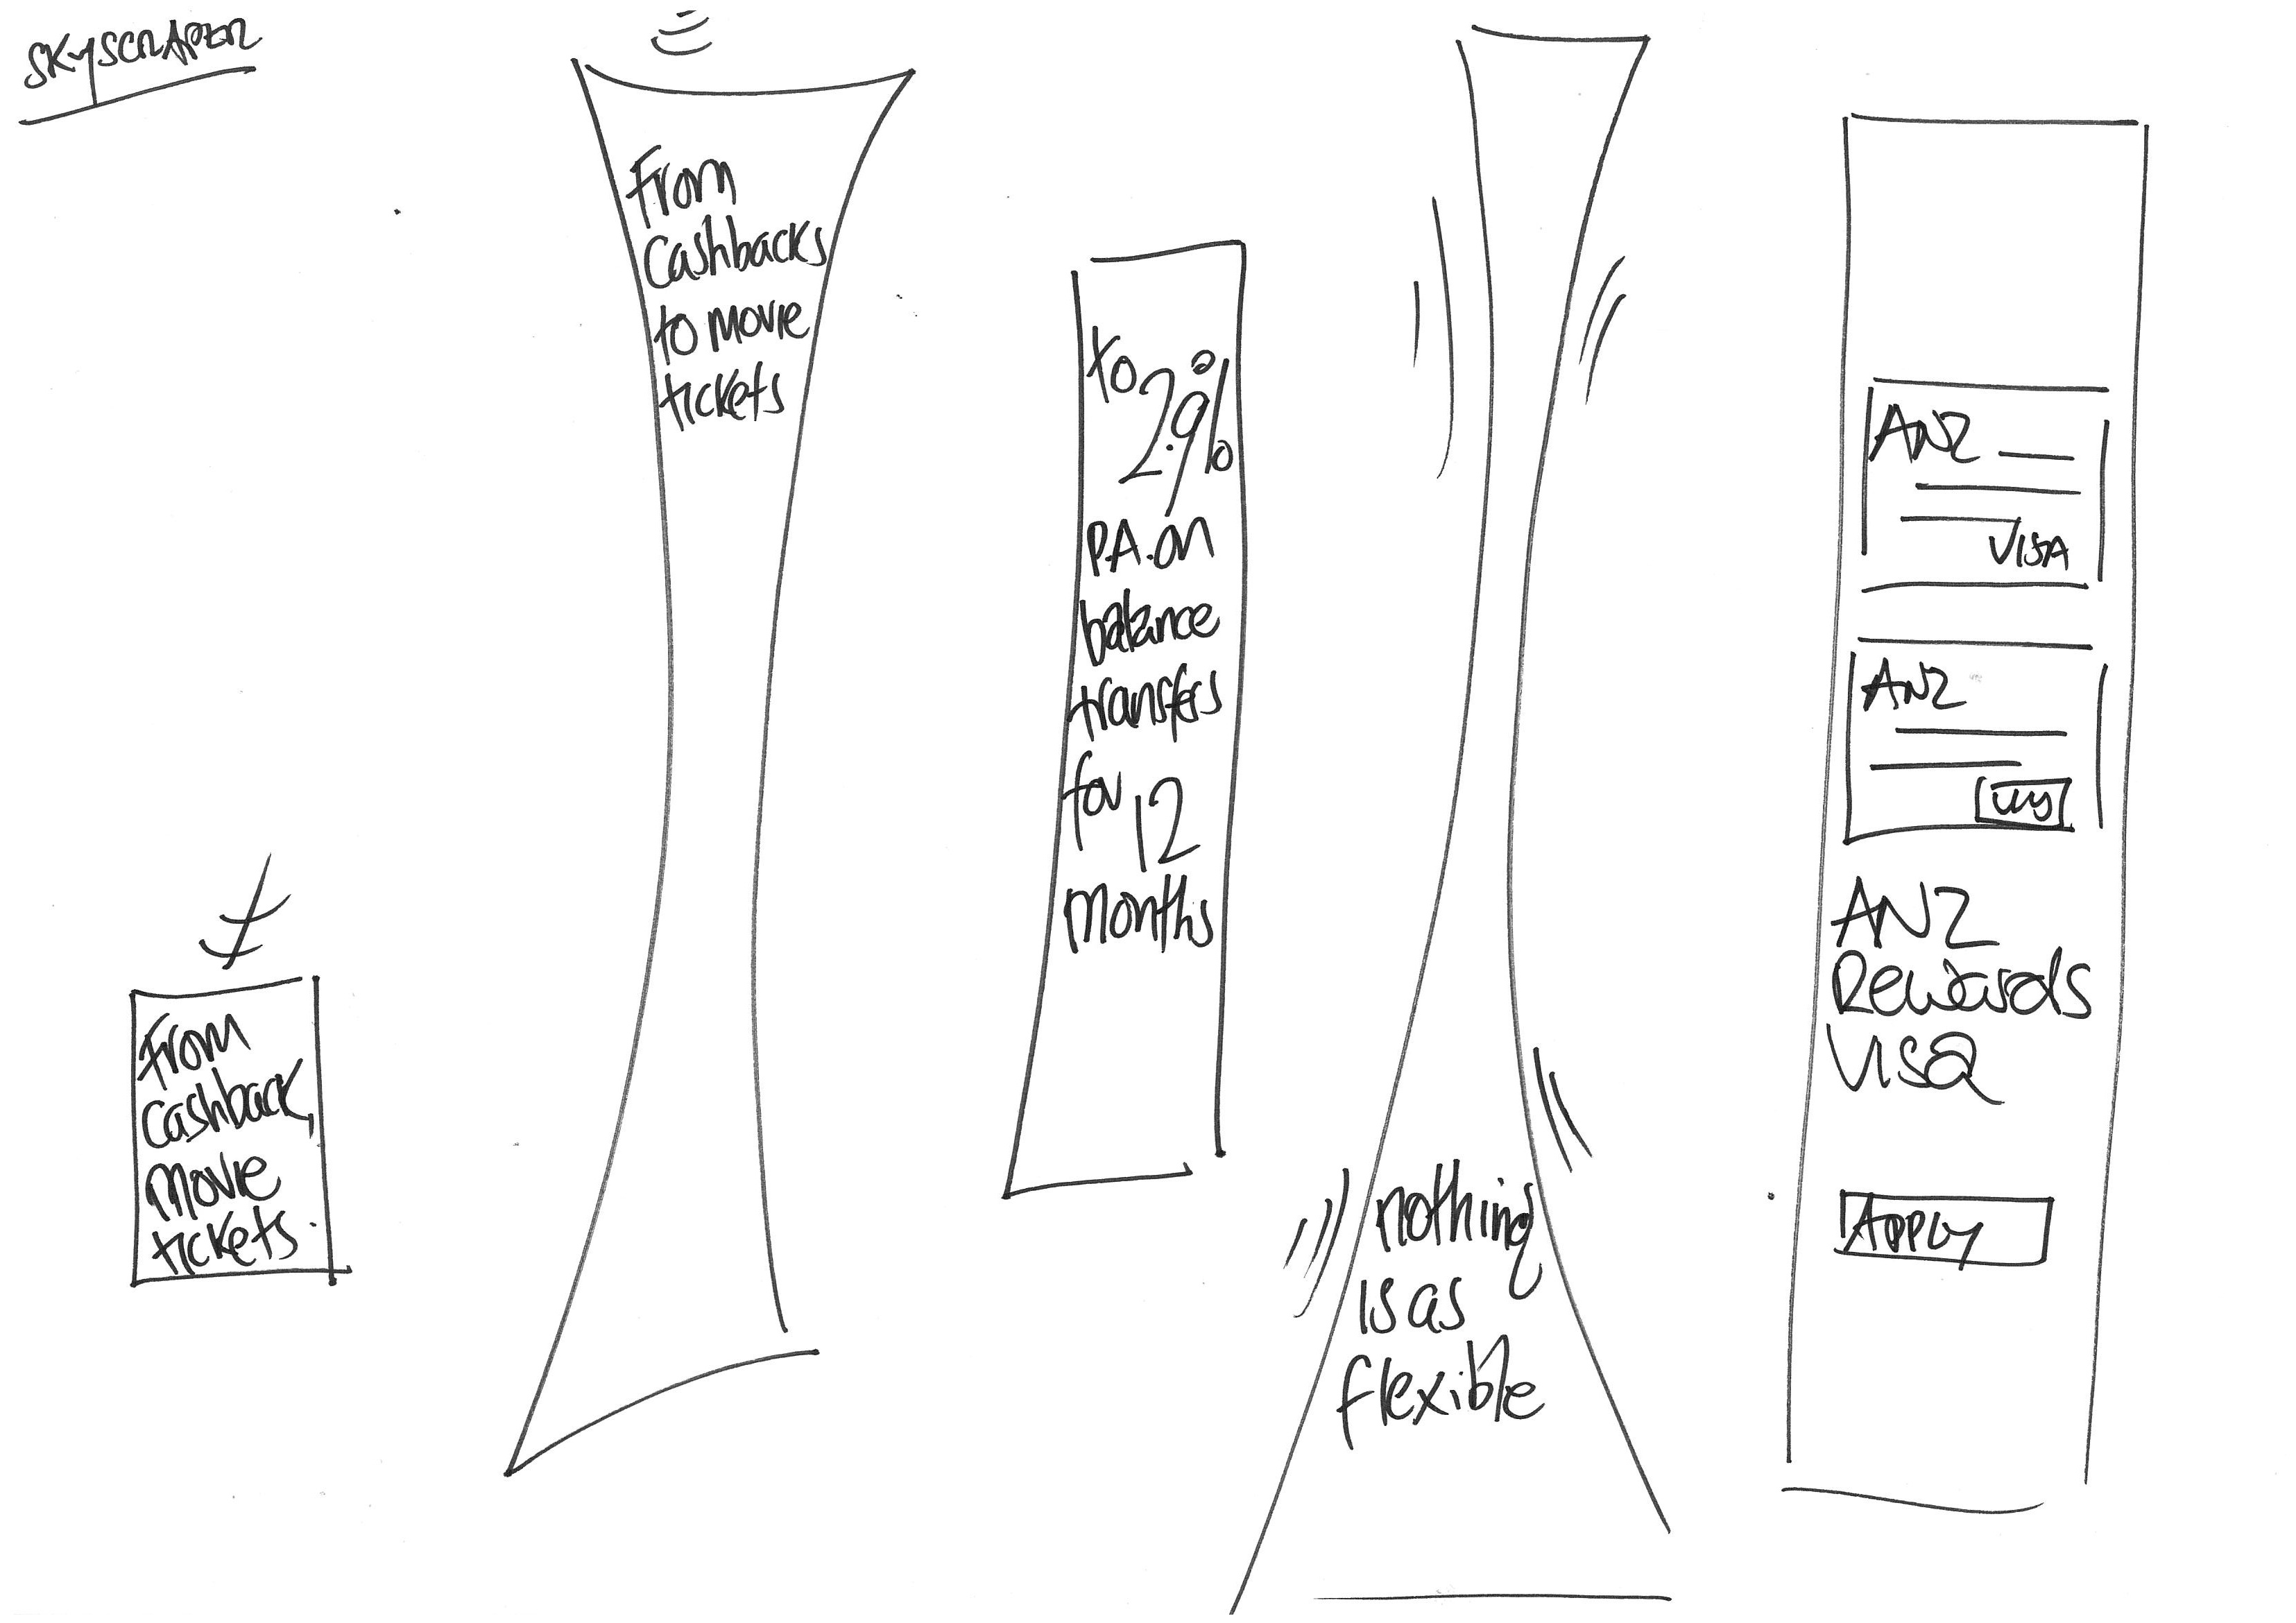 SKYSCRAPER
From
Cashback,
Movie
tickets.
From
Cashbacks
to Movie
tickets
to 2.9%
P.A. on
balance
transfers
for 12
Months
nothing
is as
flexible
ANZ
VISA
ANZ
ANZ
Rewards
Visa
APPLY